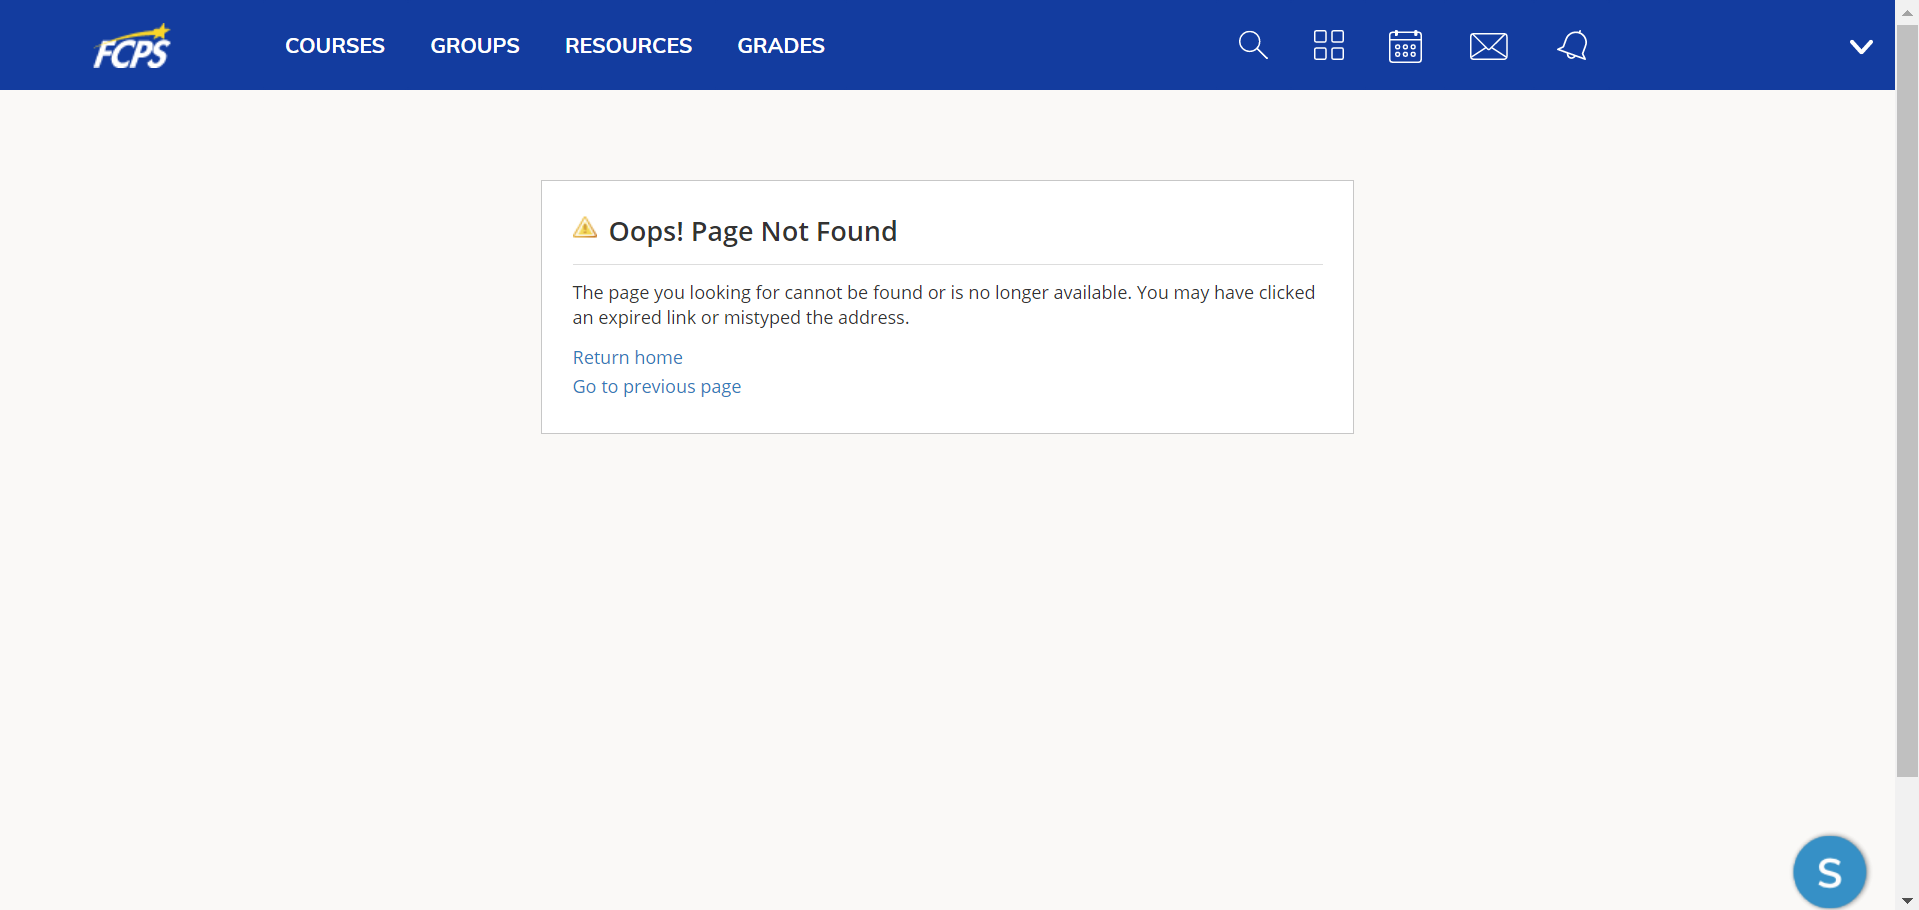 FCPS
COURSES GROUPS RESOURCES GRADES
Oops! Page Not Found
The page you looking for cannot be found or is no longer available. You may have clicked
an expired link or mistyped the address.
Return home
Go to previous page
S